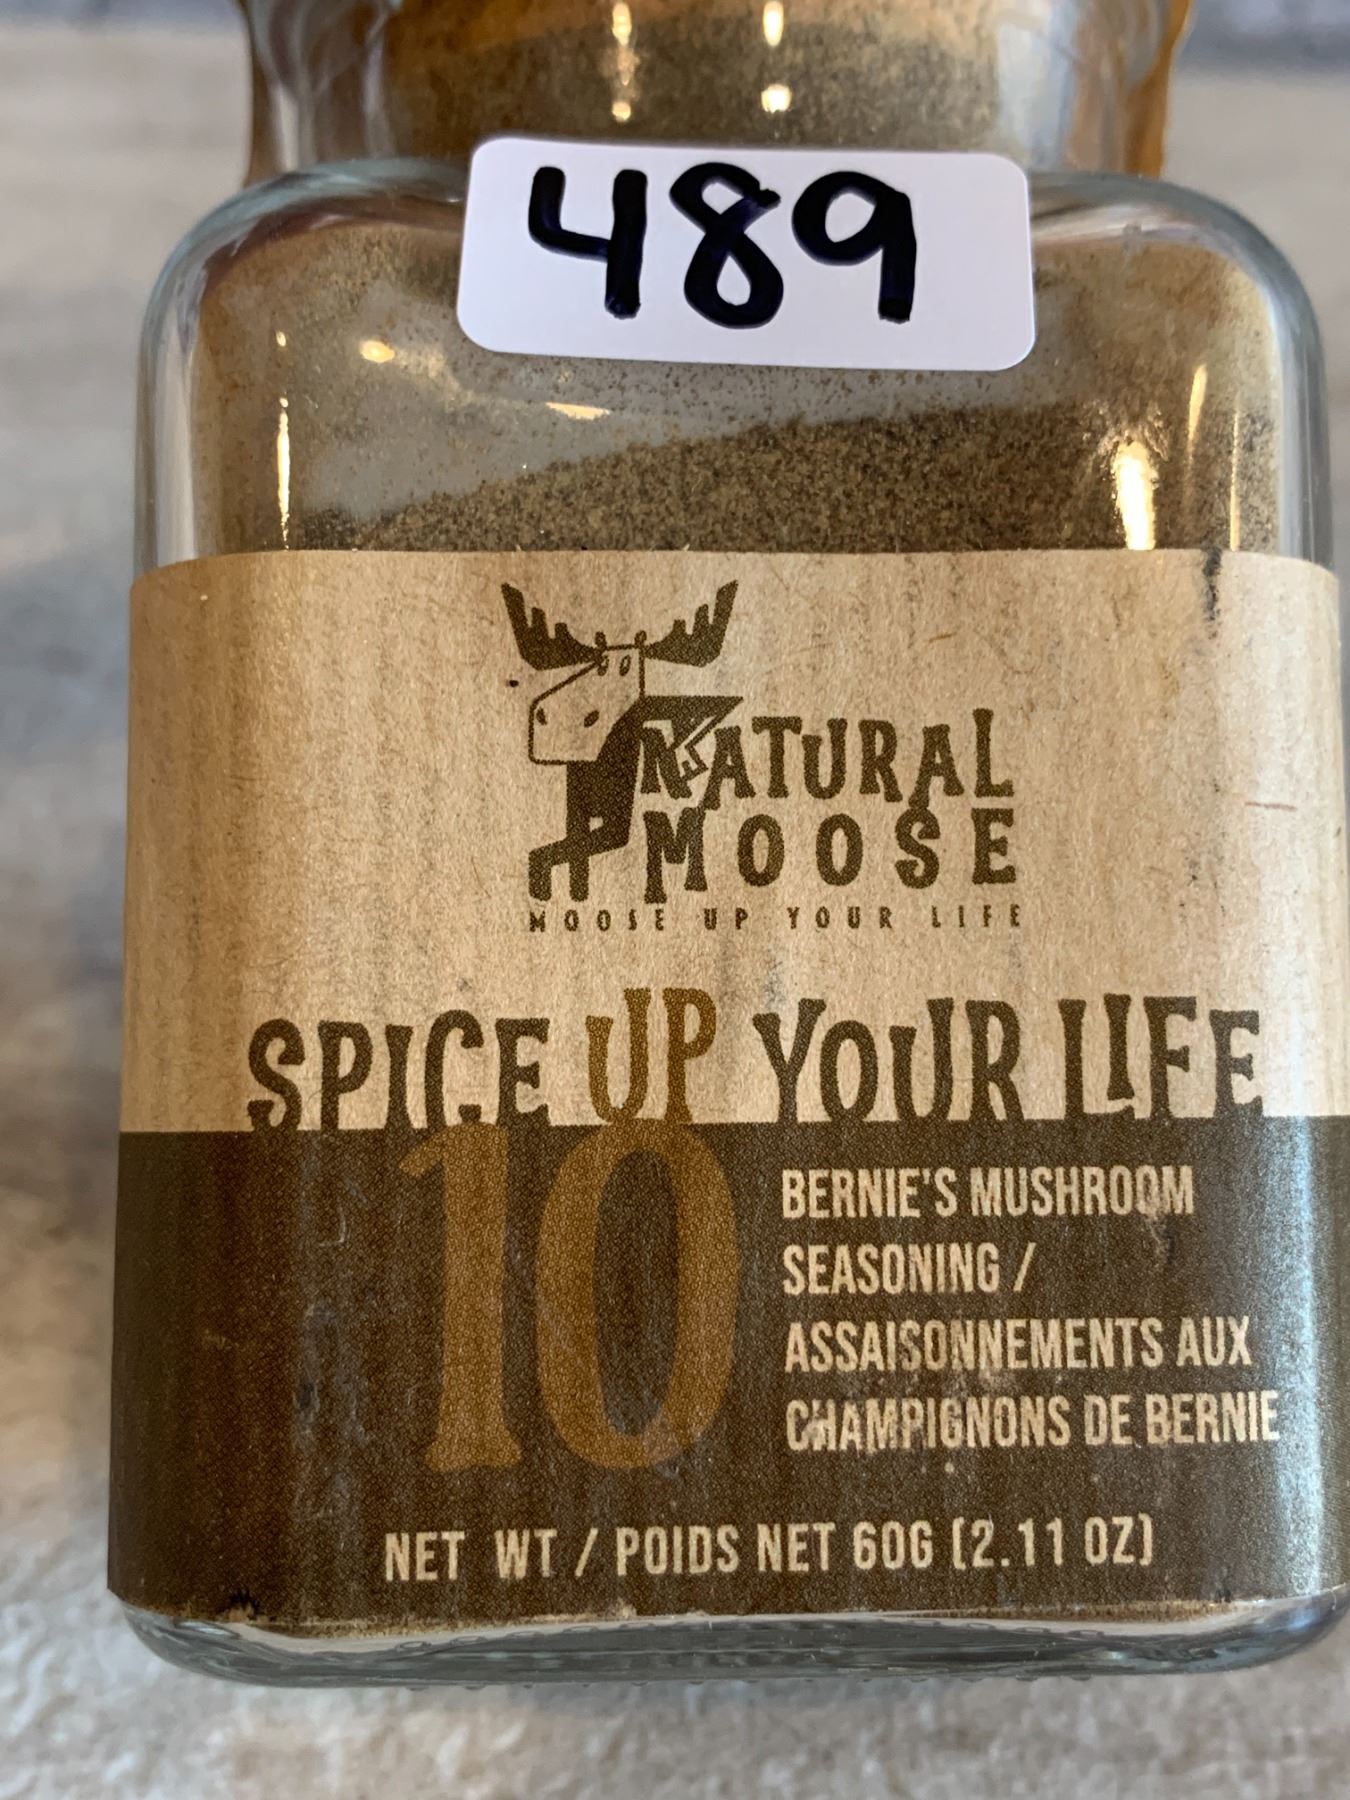 489
NATURAL
MOOSE
MOOSE UP YOUR LIFE
SPICE UP YOUR LIFE
10
BERNIE'S MUSHROOM
SEASONING /
ASSAISONNEMENTS AUX
CHAMPIGNONS DE BERNIE
NET WT / POIDS NET 60G (2.11 OZ)